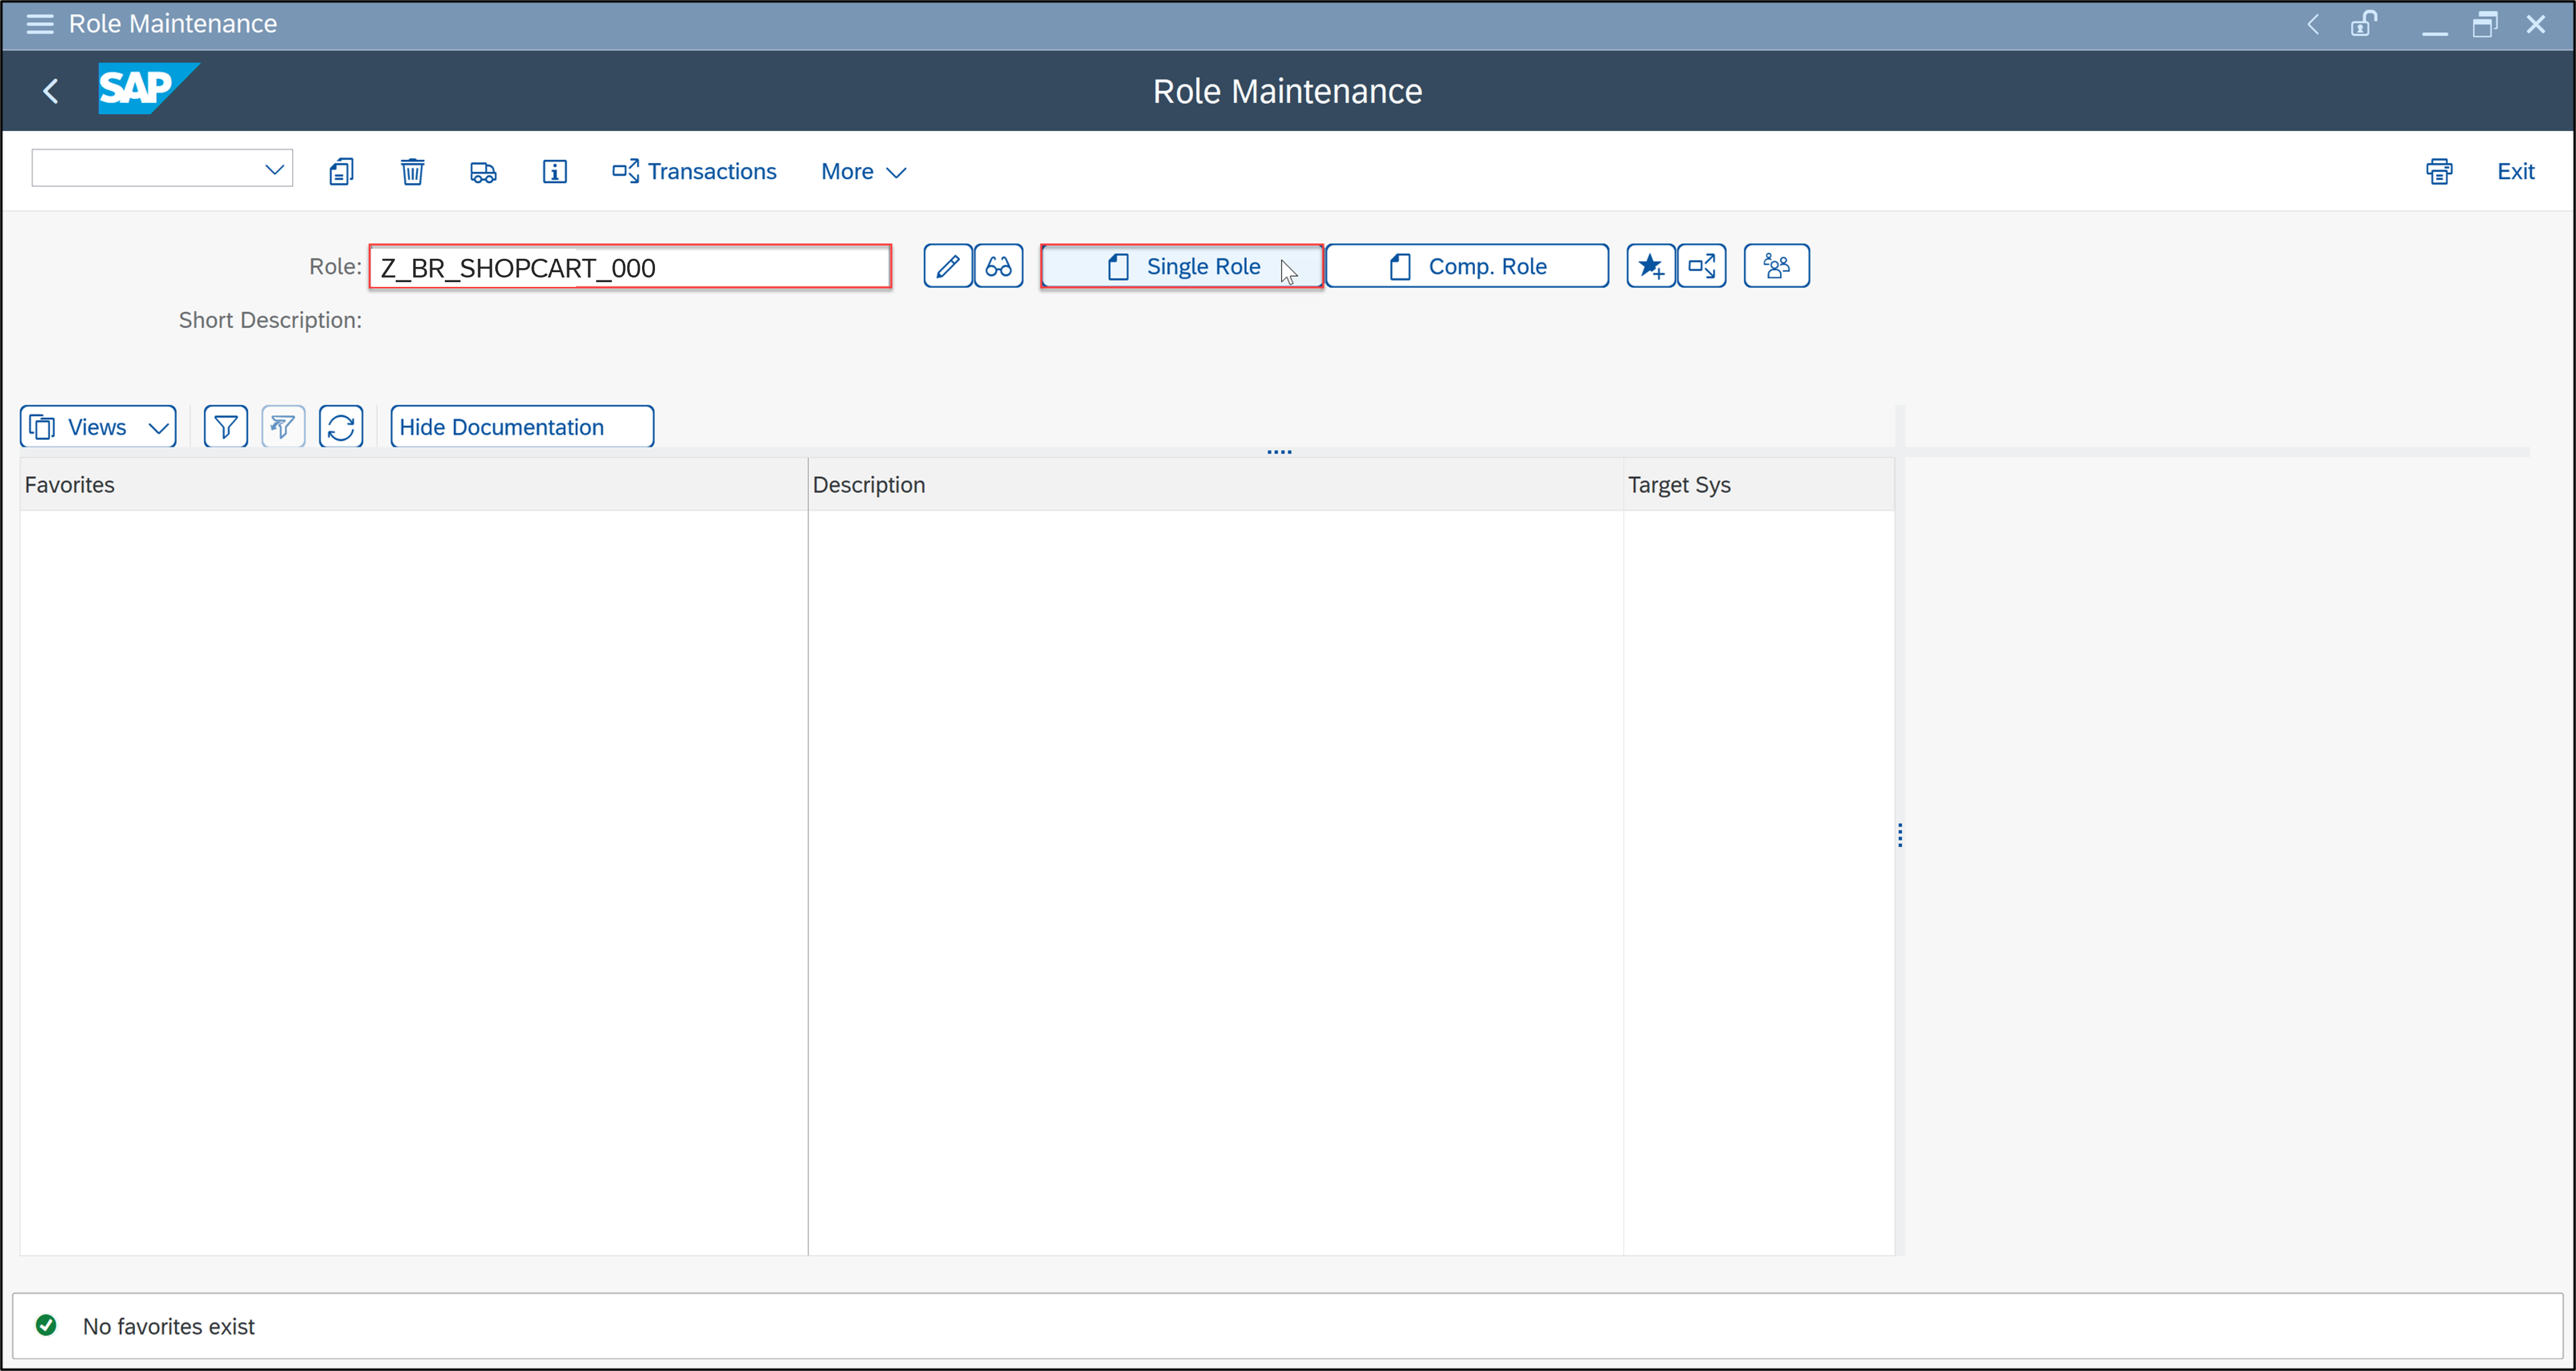 Role Maintenance
SAP
Role Maintenance
Transactions
More
Exit
Role:
Z_BR_SHOPCART_000
Single Role
Comp. Role
Short Description:
Views
Hide Documentation
Favorites
Description
Target Sys
No favorites exist